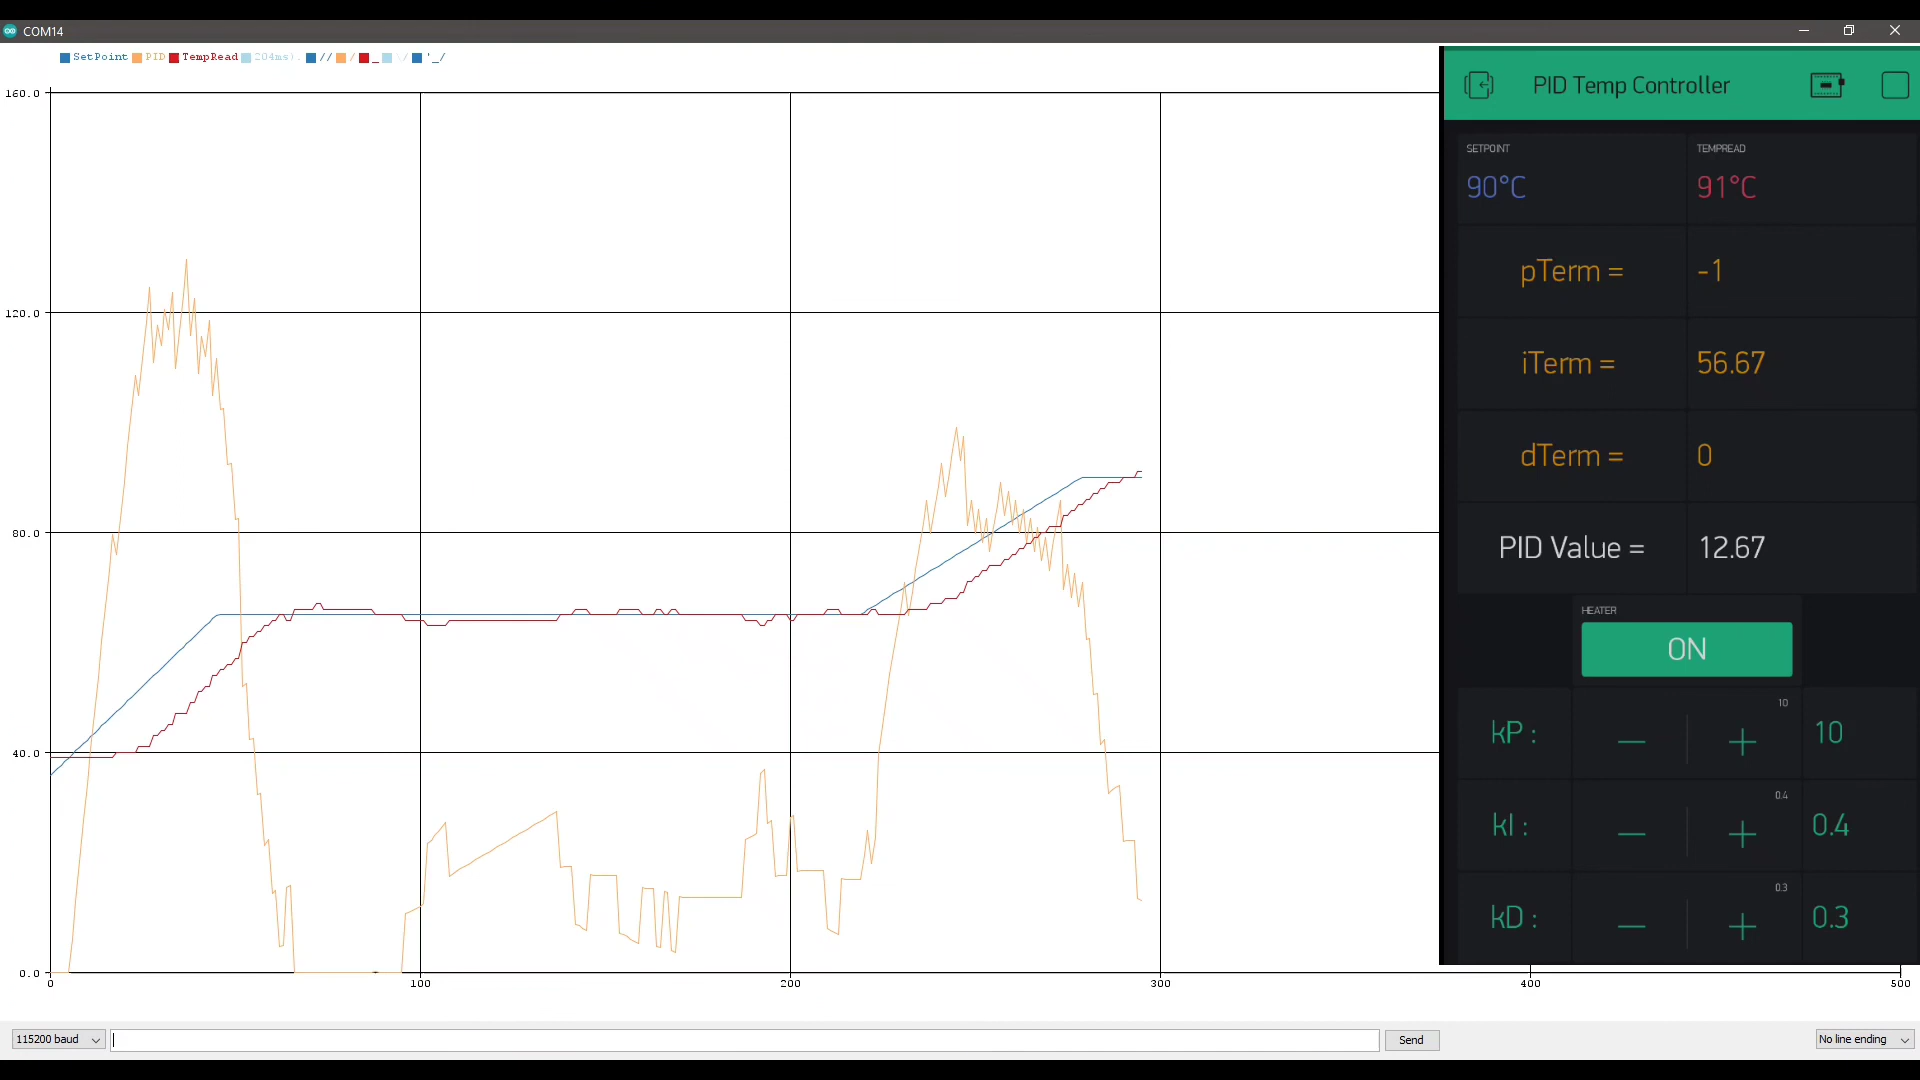 COM14
SetPoint PID TempRead 204ms). // / _ \/ '_/
160.0
120.0
80.0
40.0
0.0
0 100 200 300 400 500
PID Temp Controller
SETPOINT TEMPREAD
90°C 91°C
pTerm = -1
iTerm = 56.67
dTerm = 0
PID Value = 12.67
HEATER
ON
10
kP : — + 10
0.4
kI : — + 0.4
0.3
kD : — + 0.3
115200 baud Send No line ending